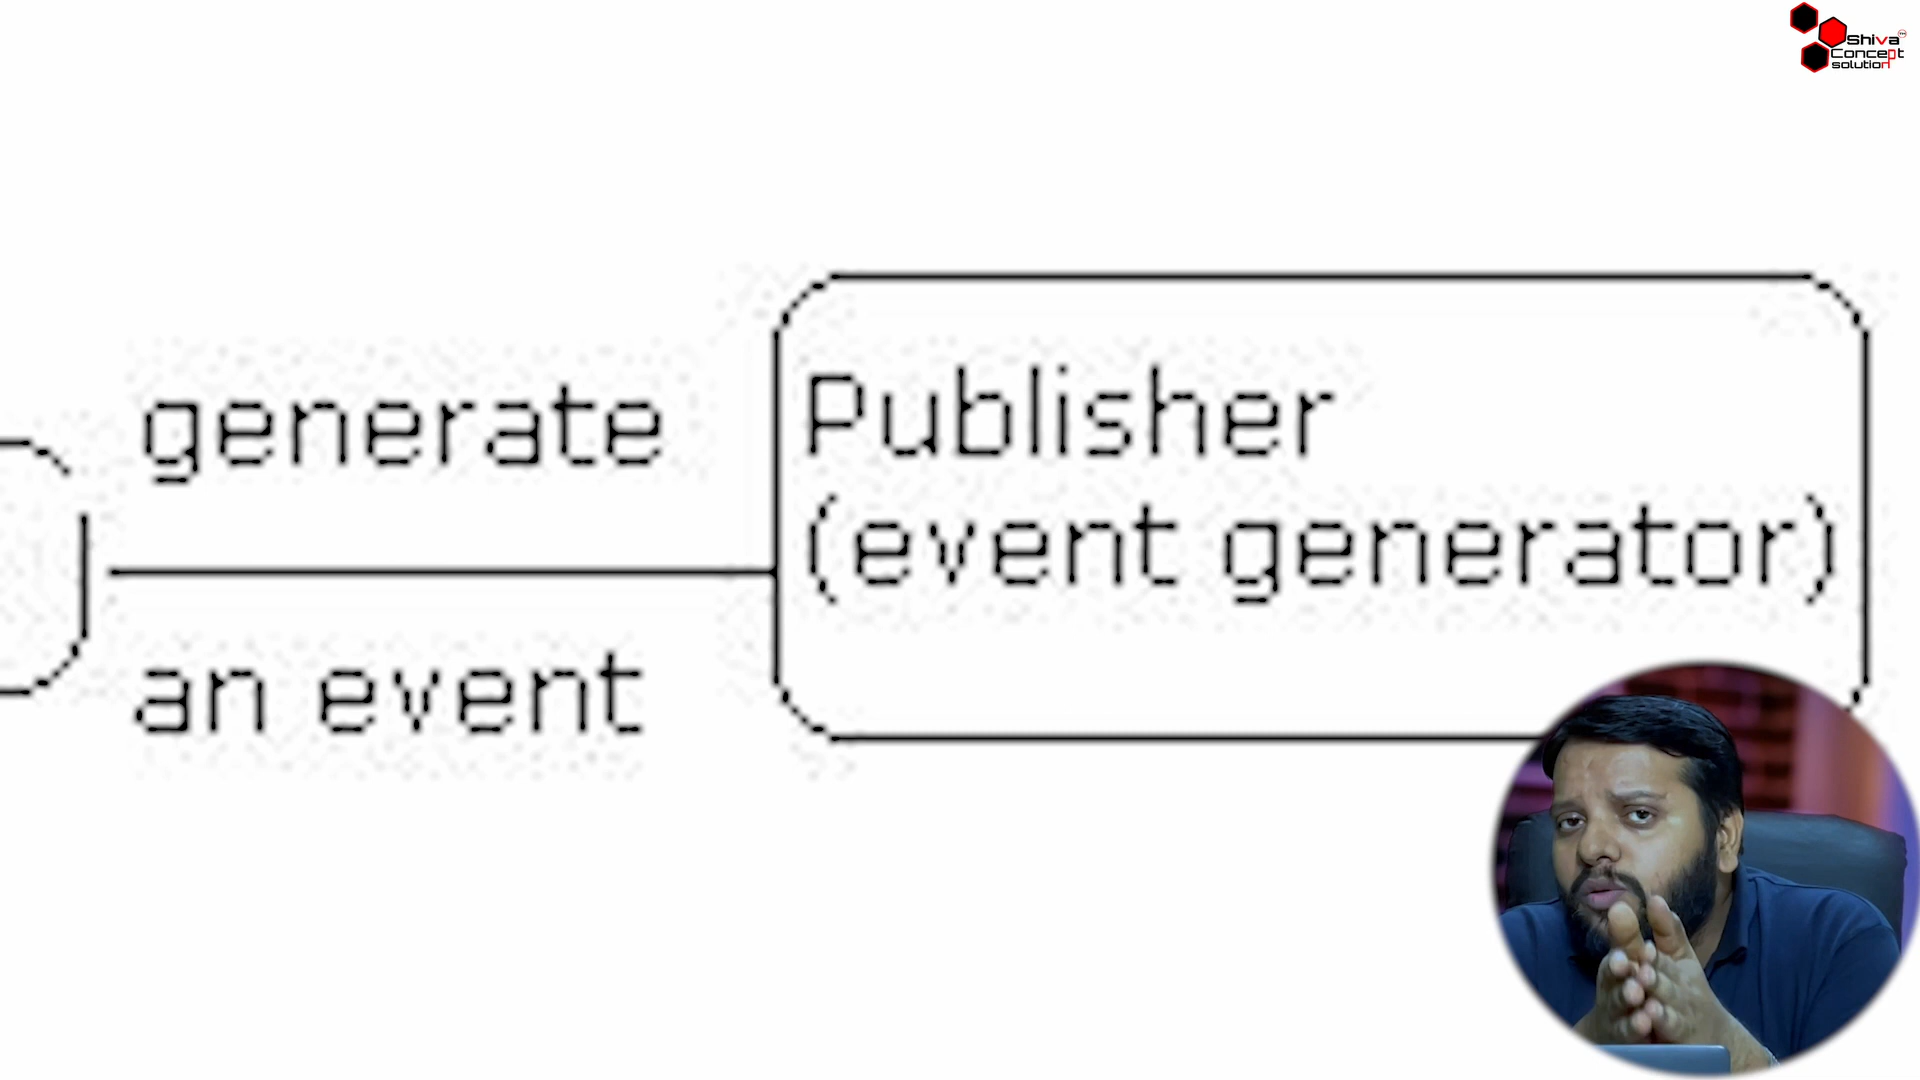 Shiva
Concept
solution
generate
an event
Publisher
(event generator)